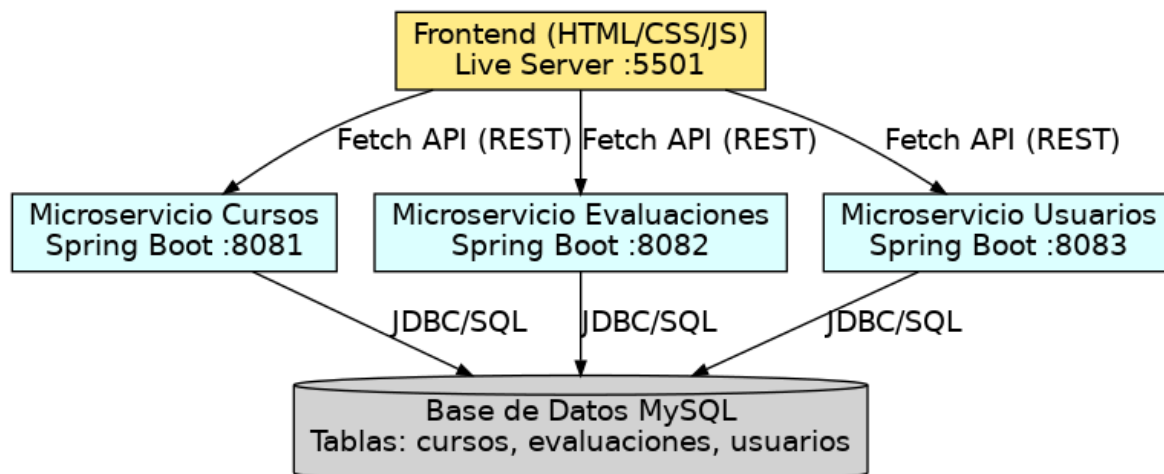 Frontend (HTML/CSS/JS)
Live Server :5501
Fetch API (REST)
Fetch API (REST)
Fetch API (REST)
Microservicio Cursos
Spring Boot :8081
Microservicio Evaluaciones
Spring Boot :8082
Microservicio Usuarios
Spring Boot :8083
JDBC/SQL
JDBC/SQL
JDBC/SQL
Base de Datos MySQL
Tablas: cursos, evaluaciones, usuarios